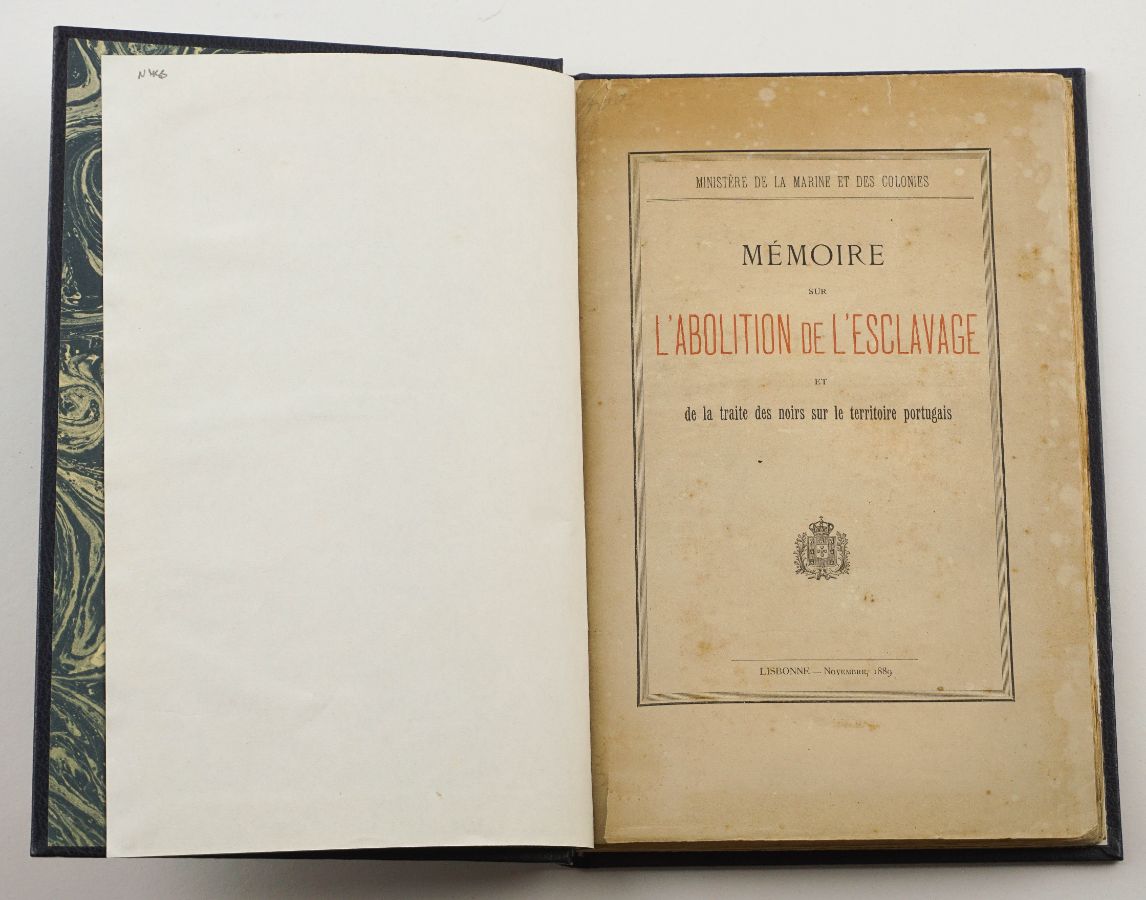 MINISTÈRE DE LA MARINE ET DES COLONIES
MÉMOIRE
SUR
L'ABOLITION DE L'ESCLAVAGE
ET
de la traite des noirs sur le territoire portugais
LISBONNE — NOVEMBRE, 1889